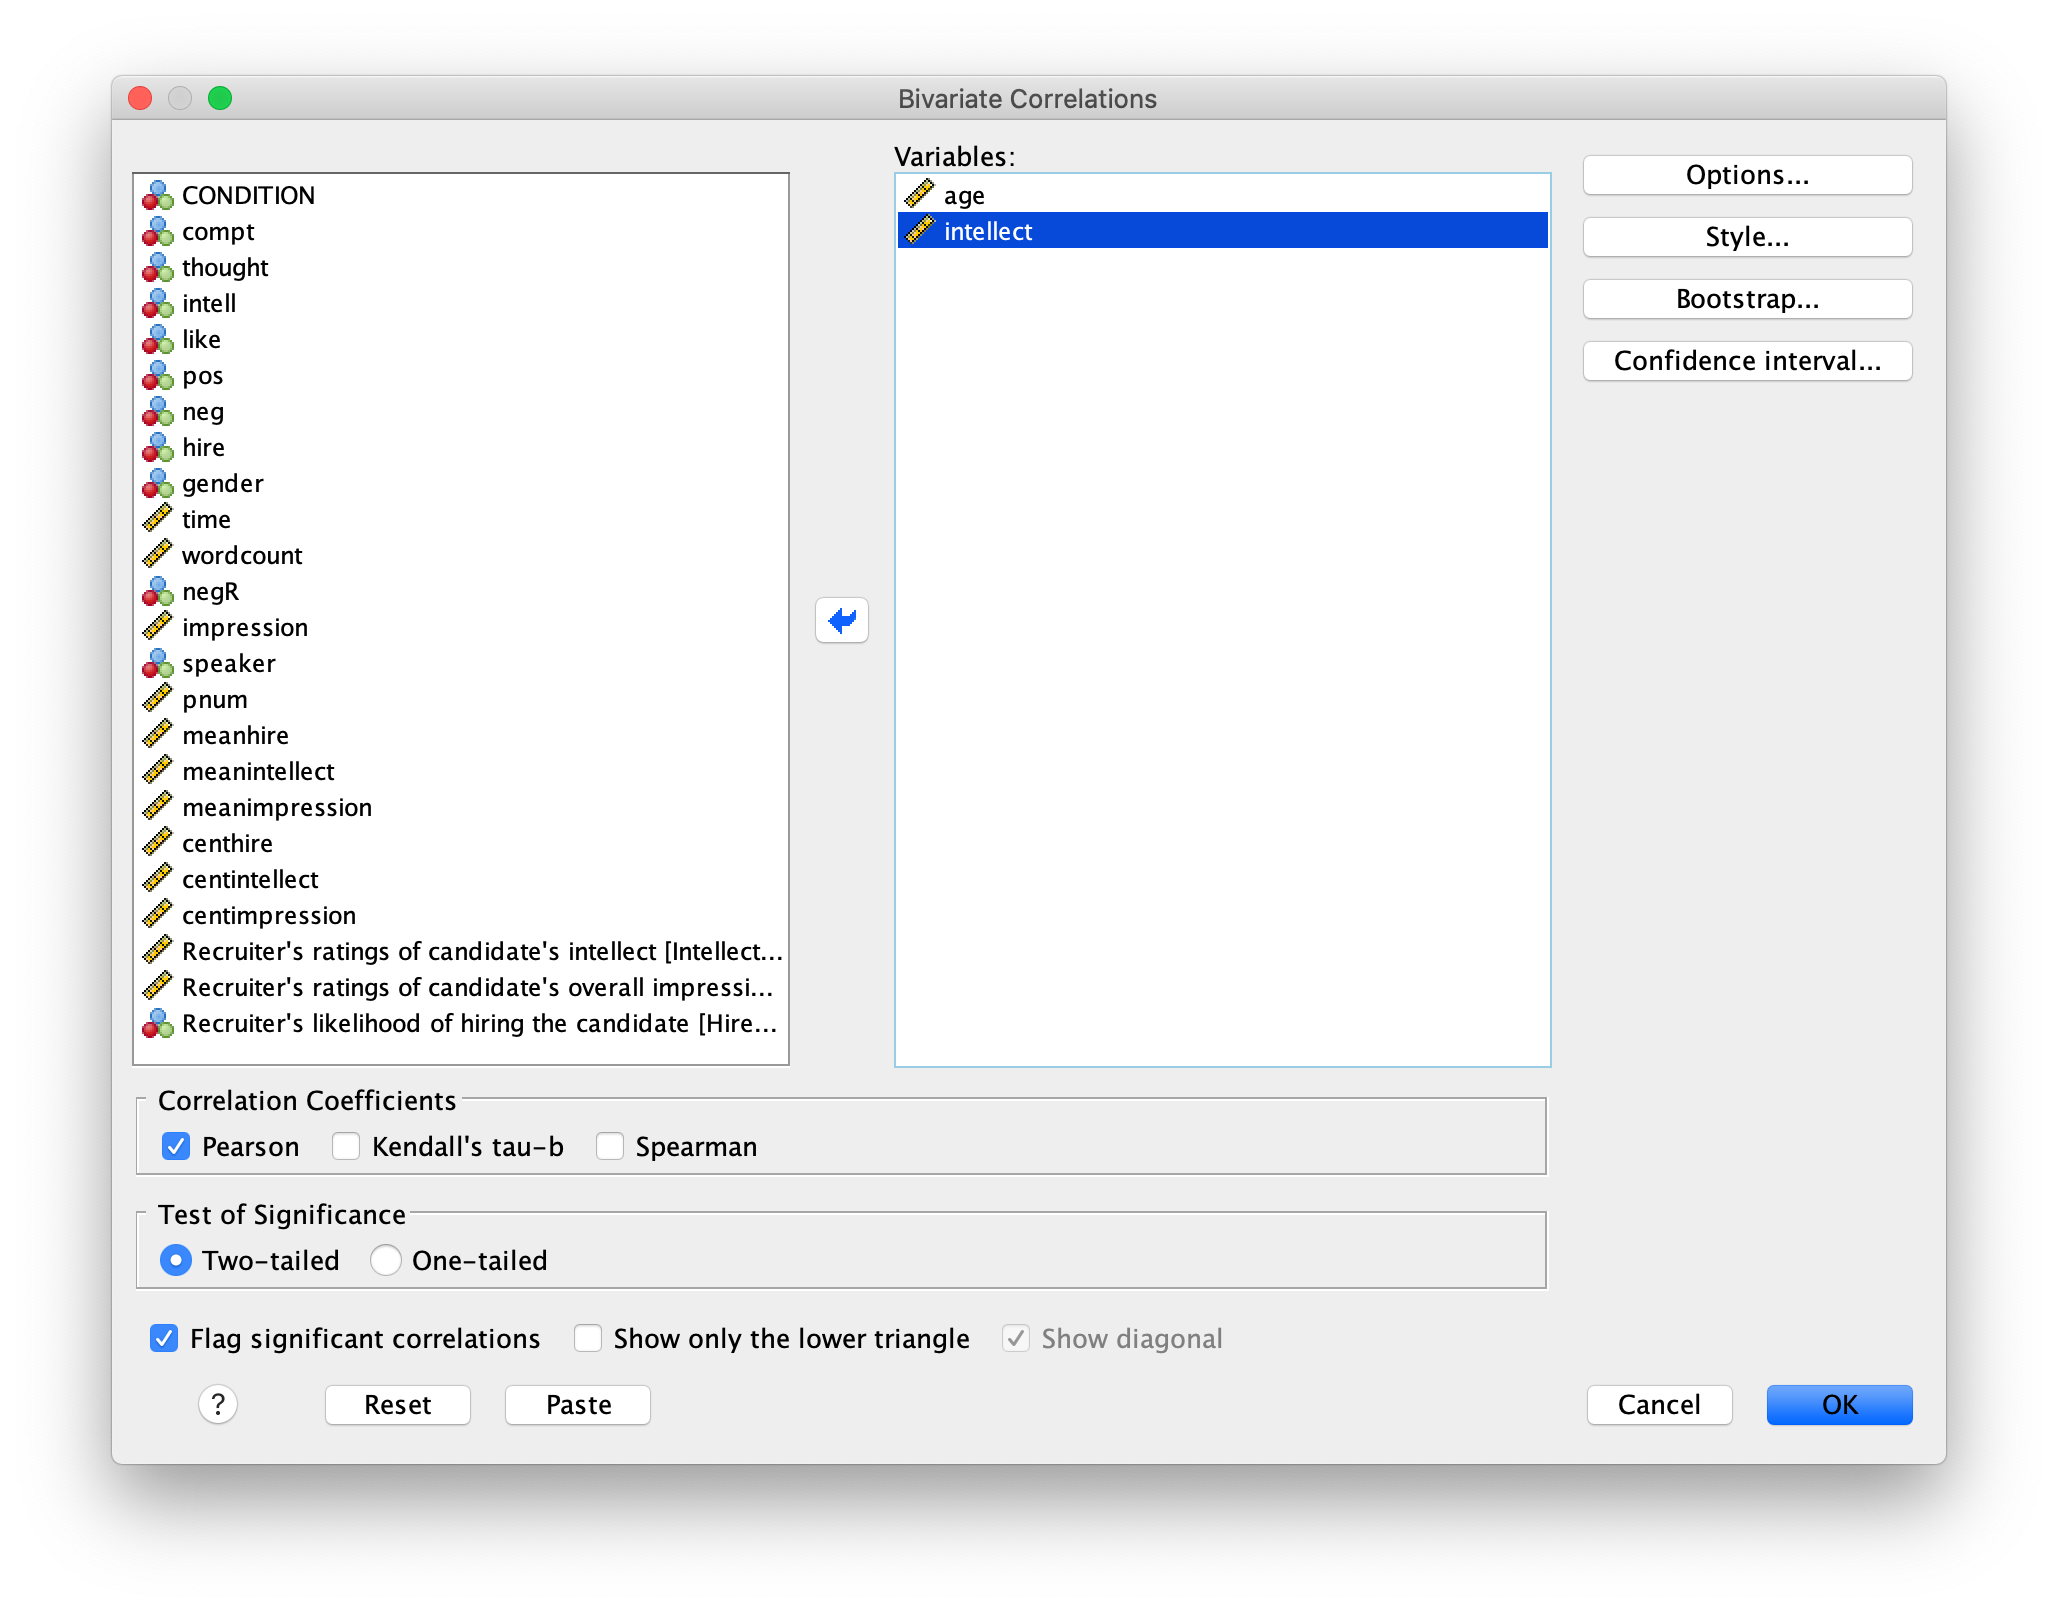 Bivariate Correlations
CONDITION
compt
thought
intell
like
pos
neg
hire
gender
time
wordcount
negR
impression
speaker
pnum
meanhire
meanintellect
meanimpression
centhire
centintellect
centimpression
Recruiter's ratings of candidate's intellect [Intellect...
Recruiter's ratings of candidate's overall impressi...
Recruiter's likelihood of hiring the candidate [Hire...
Variables:
age
intellect
Options...
Style...
Bootstrap...
Confidence interval...
Correlation Coefficients
Pearson Kendall's tau-b Spearman
Test of Significance
Two-tailed One-tailed
Flag significant correlations Show only the lower triangle Show diagonal
? Reset Paste Cancel OK